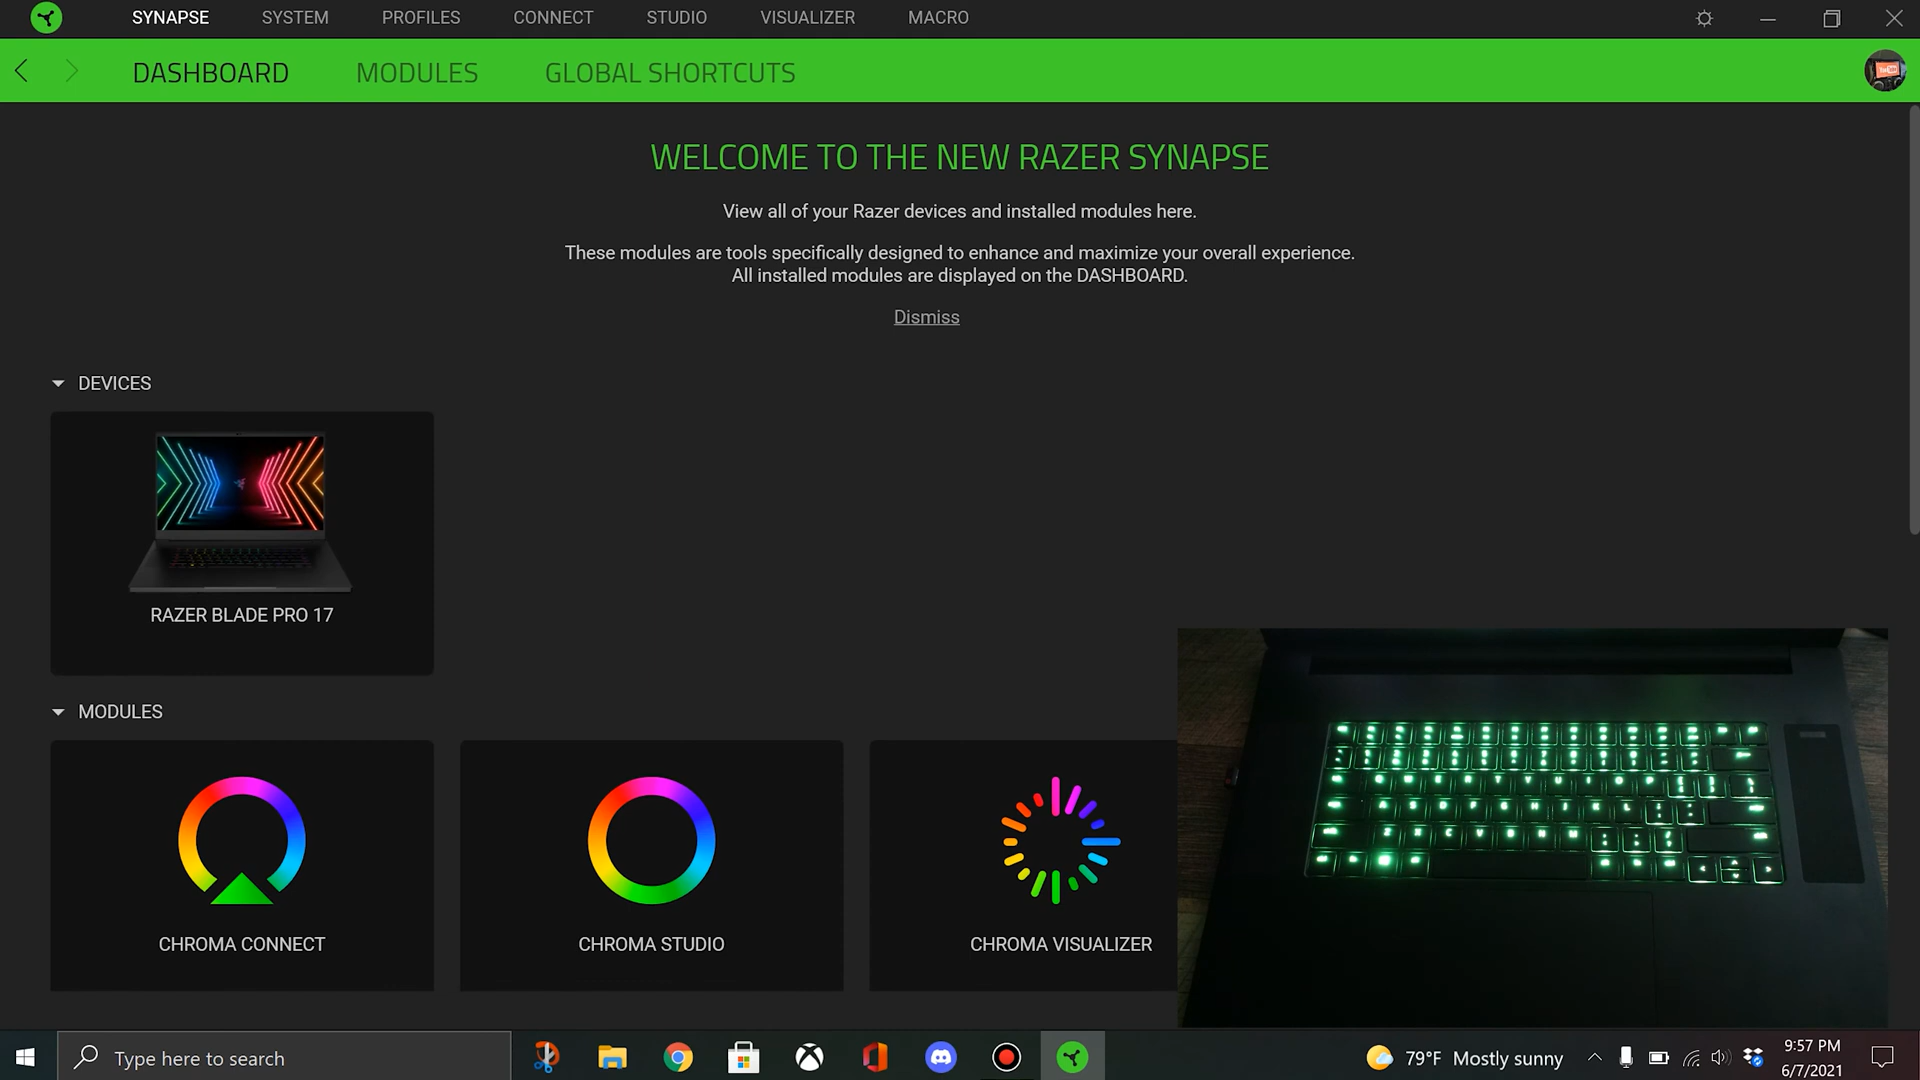 SYNAPSE SYSTEM PROFILES CONNECT STUDIO VISUALIZER MACRO
DASHBOARD MODULES GLOBAL SHORTCUTS
WELCOME TO THE NEW RAZER SYNAPSE
View all of your Razer devices and installed modules here.
These modules are tools specifically designed to enhance and maximize your overall experience.
All installed modules are displayed on the DASHBOARD.
Dismiss
DEVICES
RAZER BLADE PRO 17
MODULES
CHROMA CONNECT
CHROMA STUDIO
CHROMA VISUALIZER
Type here to search
79°F Mostly sunny
9:57 PM
6/7/2021